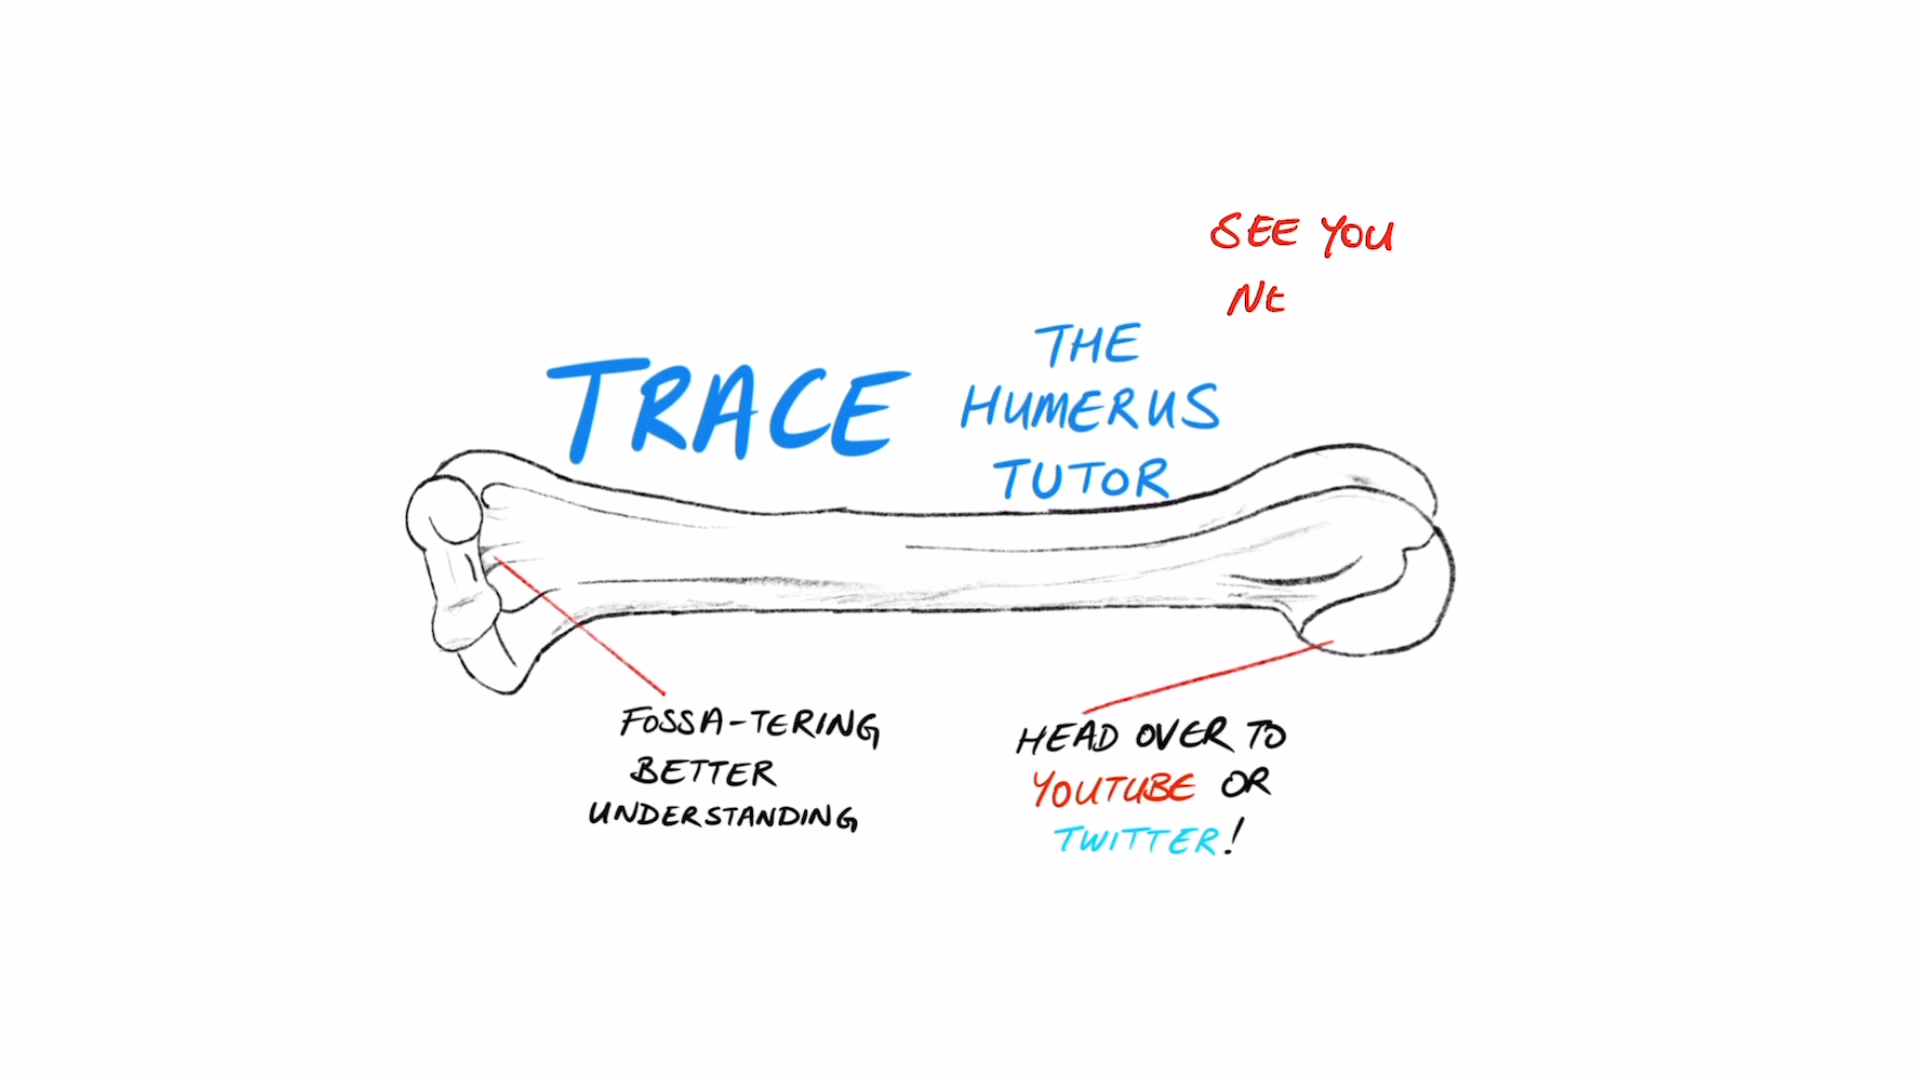 SEE YOU
NE
TRACE
THE
HUMERUS
TUTOR
FOSSA-TERING
BETTER
UNDERSTANDING
HEAD OVER TO
YOUTUBE OR
TWITTER!